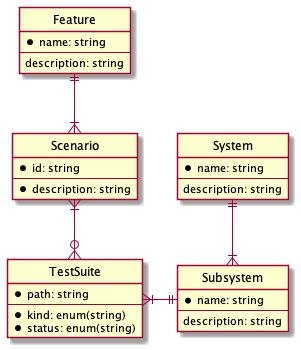 Feature
name: string
description: string
Scenario
id: string
description: string
System
name: string
description: string
TestSuite
path: string
kind: enum(string)
status: enum(string)
Subsystem
name: string
description: string